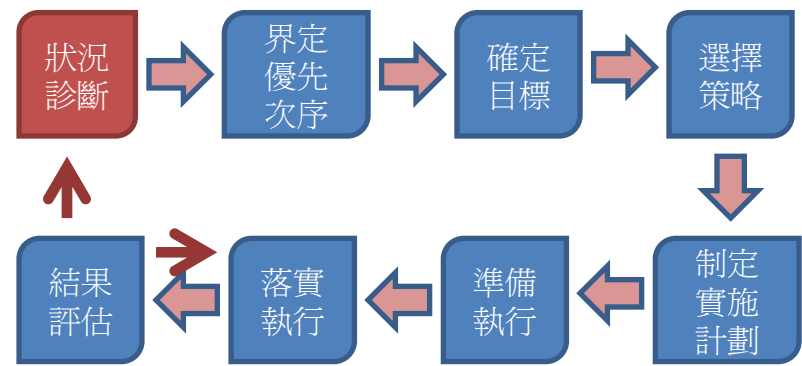 狀況
診斷
界定
優先
次序
確定
目標
選擇
策略
制定
實施
計劃
準備
執行
落實
執行
結果
評估